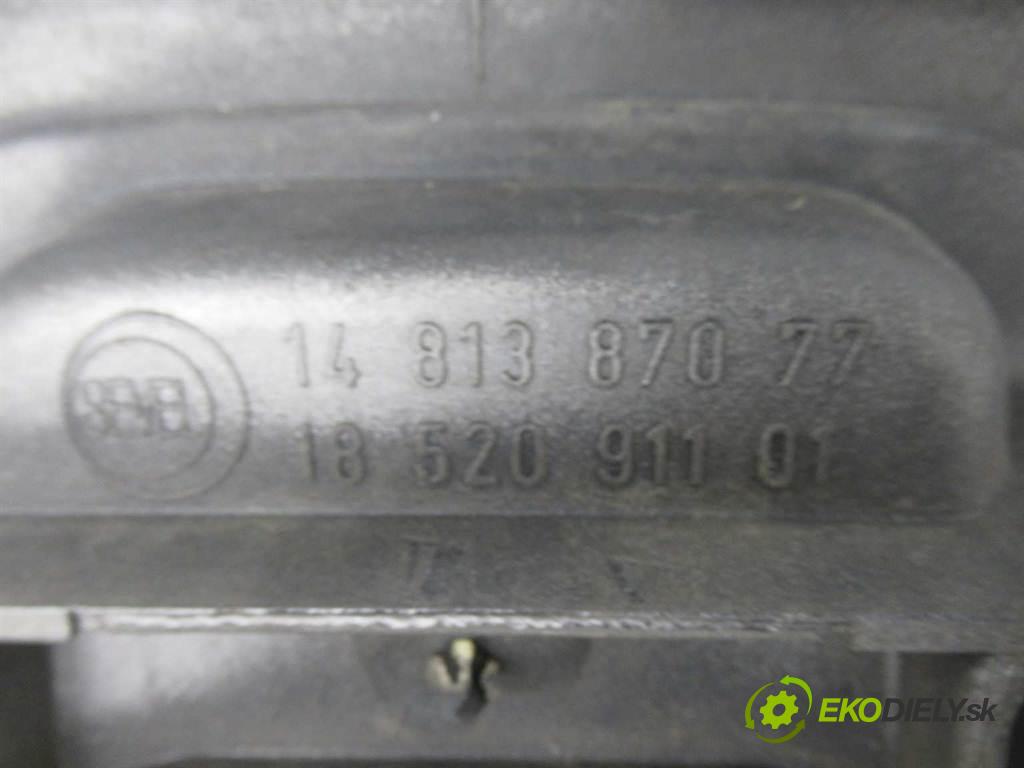 SEVEL
14 813 870 77
18 520 911 01
EKODIELY.sk